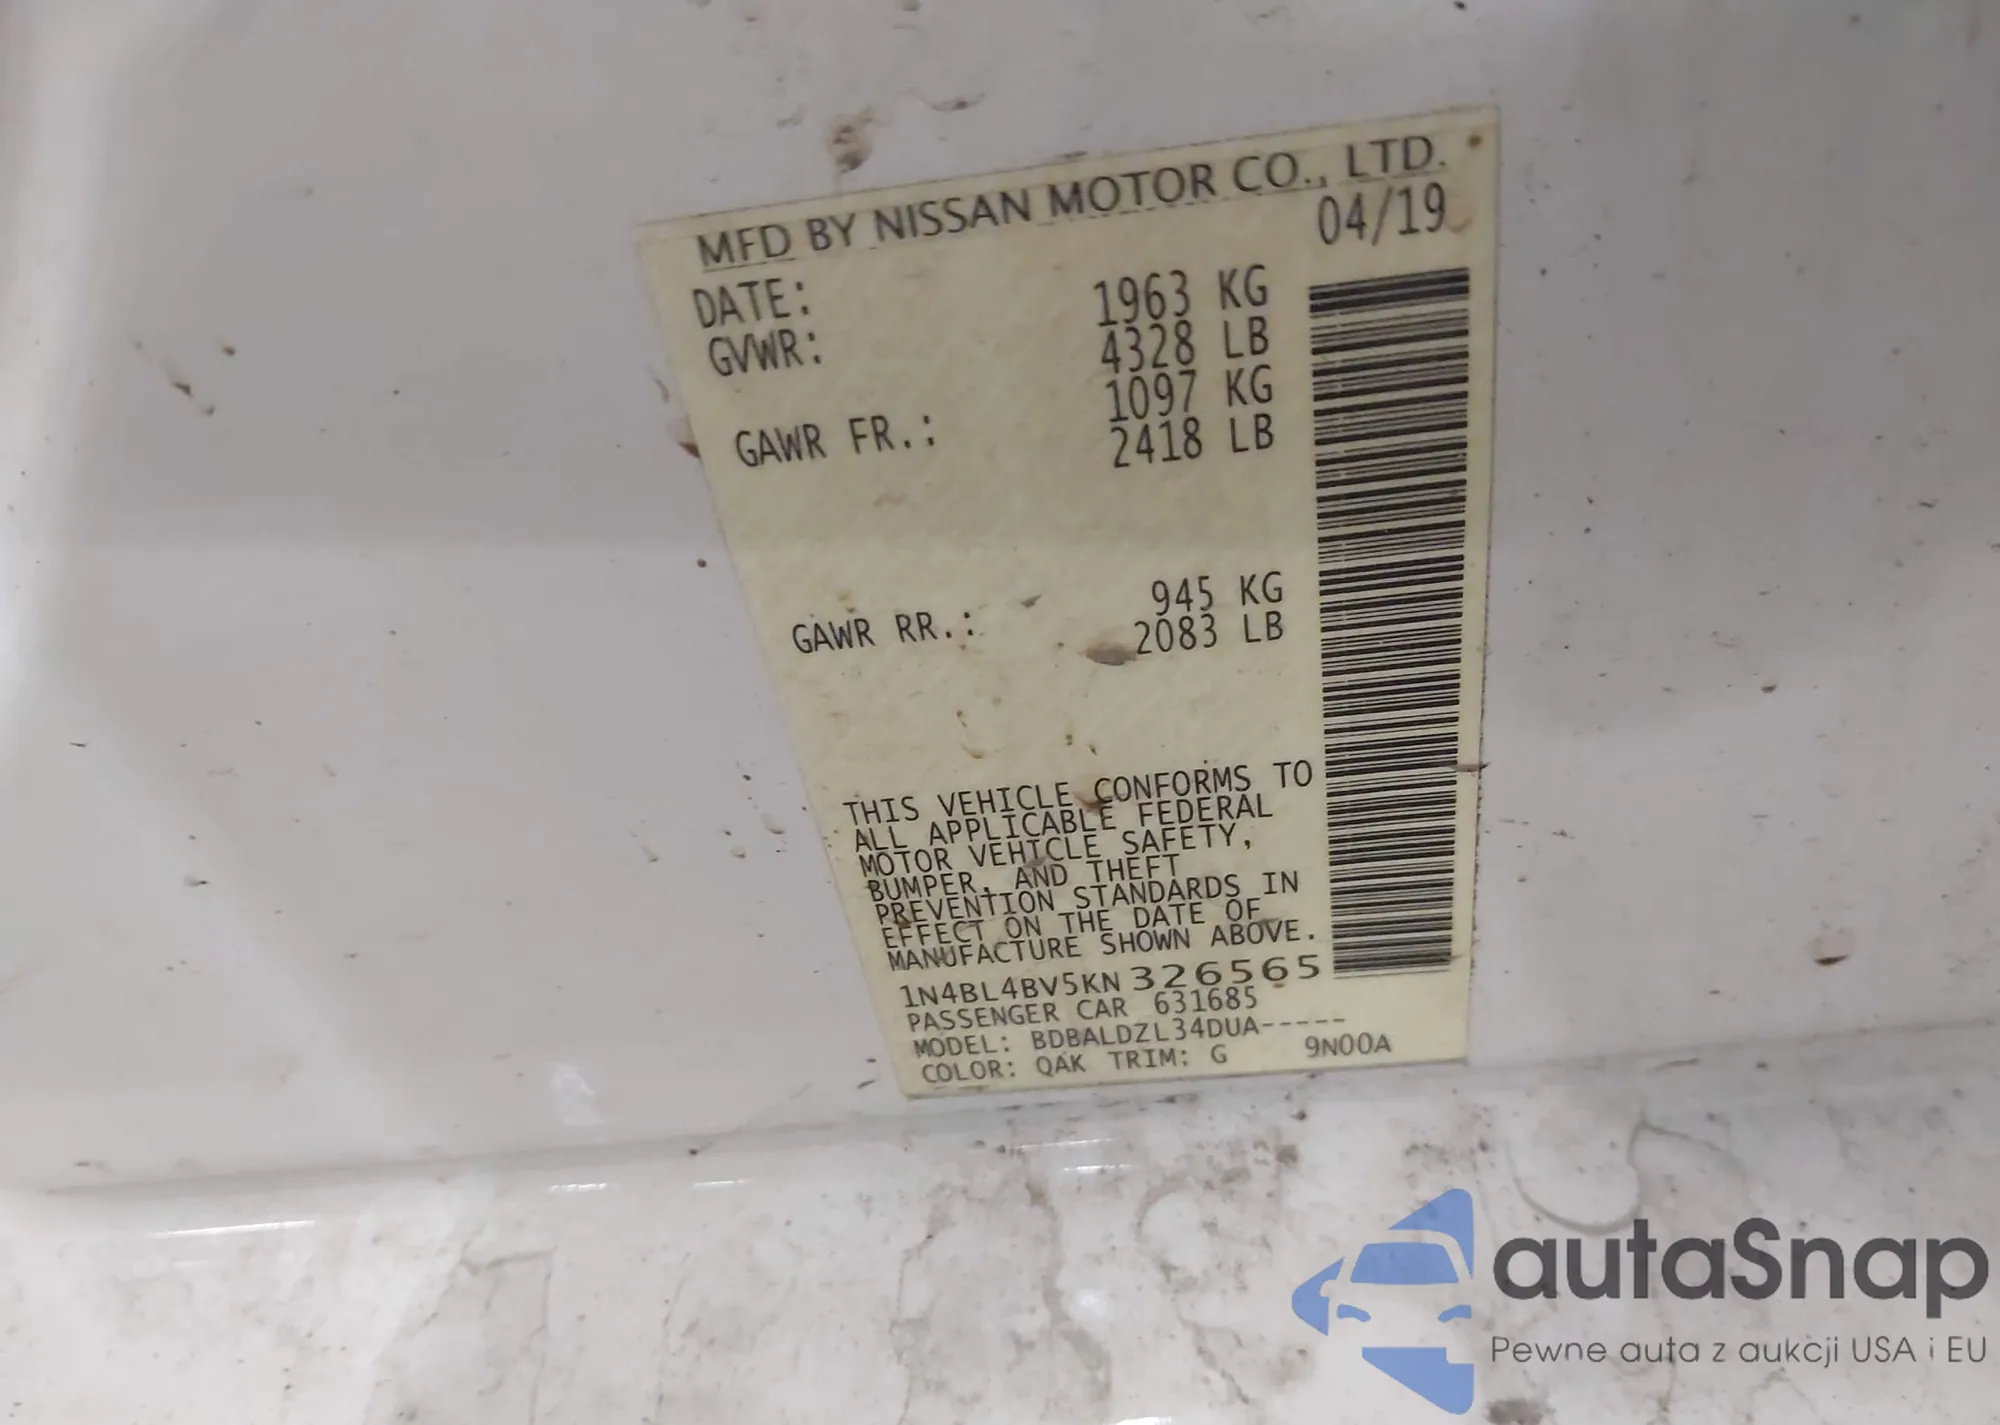 MFD BY NISSAN MOTOR CO., LTD.
DATE: 04/19
GVWR: 1963 KG
4328 LB
GAWR FR.: 1097 KG
2418 LB
GAWR RR.: 945 KG
2083 LB
THIS VEHICLE CONFORMS TO
ALL APPLICABLE FEDERAL
MOTOR VEHICLE SAFETY,
BUMPER, AND THEFT
PREVENTION STANDARDS IN
EFFECT ON THE DATE OF
MANUFACTURE SHOWN ABOVE.
1N4BL4BV5KN326565
PASSENGER CAR 631685
MODEL: BDBALDZL34DUA-----
COLOR: QAK TRIM: G 9N00A
autaSnap
Pewne auta z aukcji USA i EU